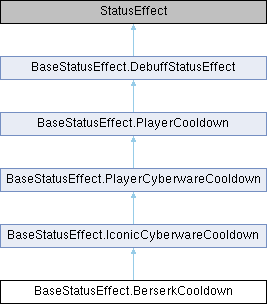 StatusEffect
BaseStatusEffect.DebuffStatusEffect
BaseStatusEffect.PlayerCooldown
BaseStatusEffect.PlayerCyberwareCooldown
BaseStatusEffect.IconicCyberwareCooldown
BaseStatusEffect.BerserkCooldown